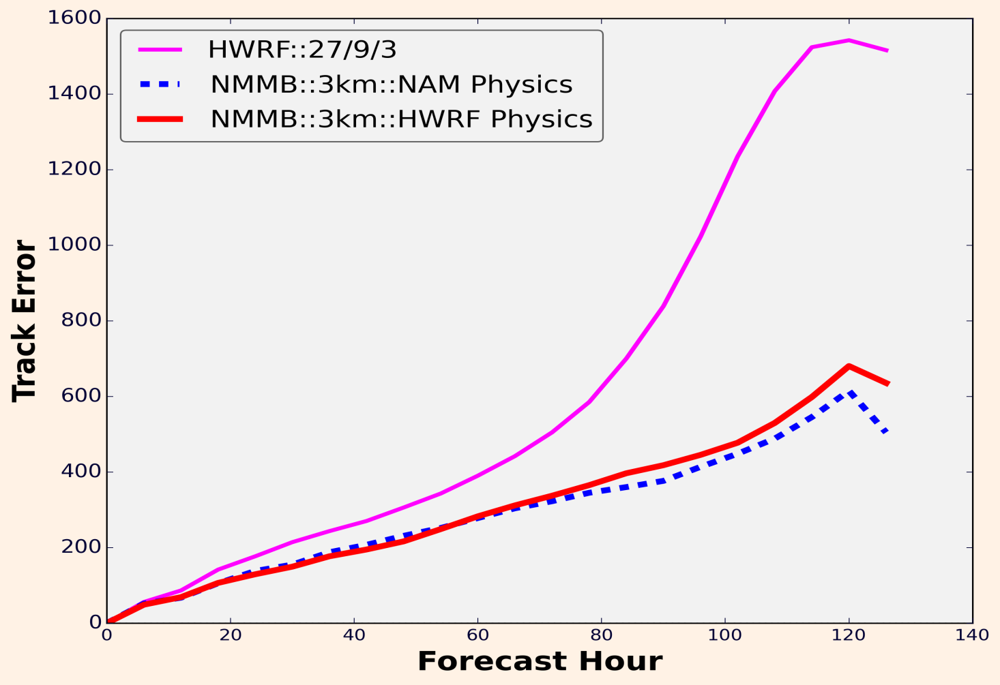 1600
1400
1200
1000
800
600
400
200
0
HWRF::27/9/3
NMMB::3km::NAM Physics
NMMB::3km::HWRF Physics
Track Error
0 20 40 60 80 100 120 140
Forecast Hour